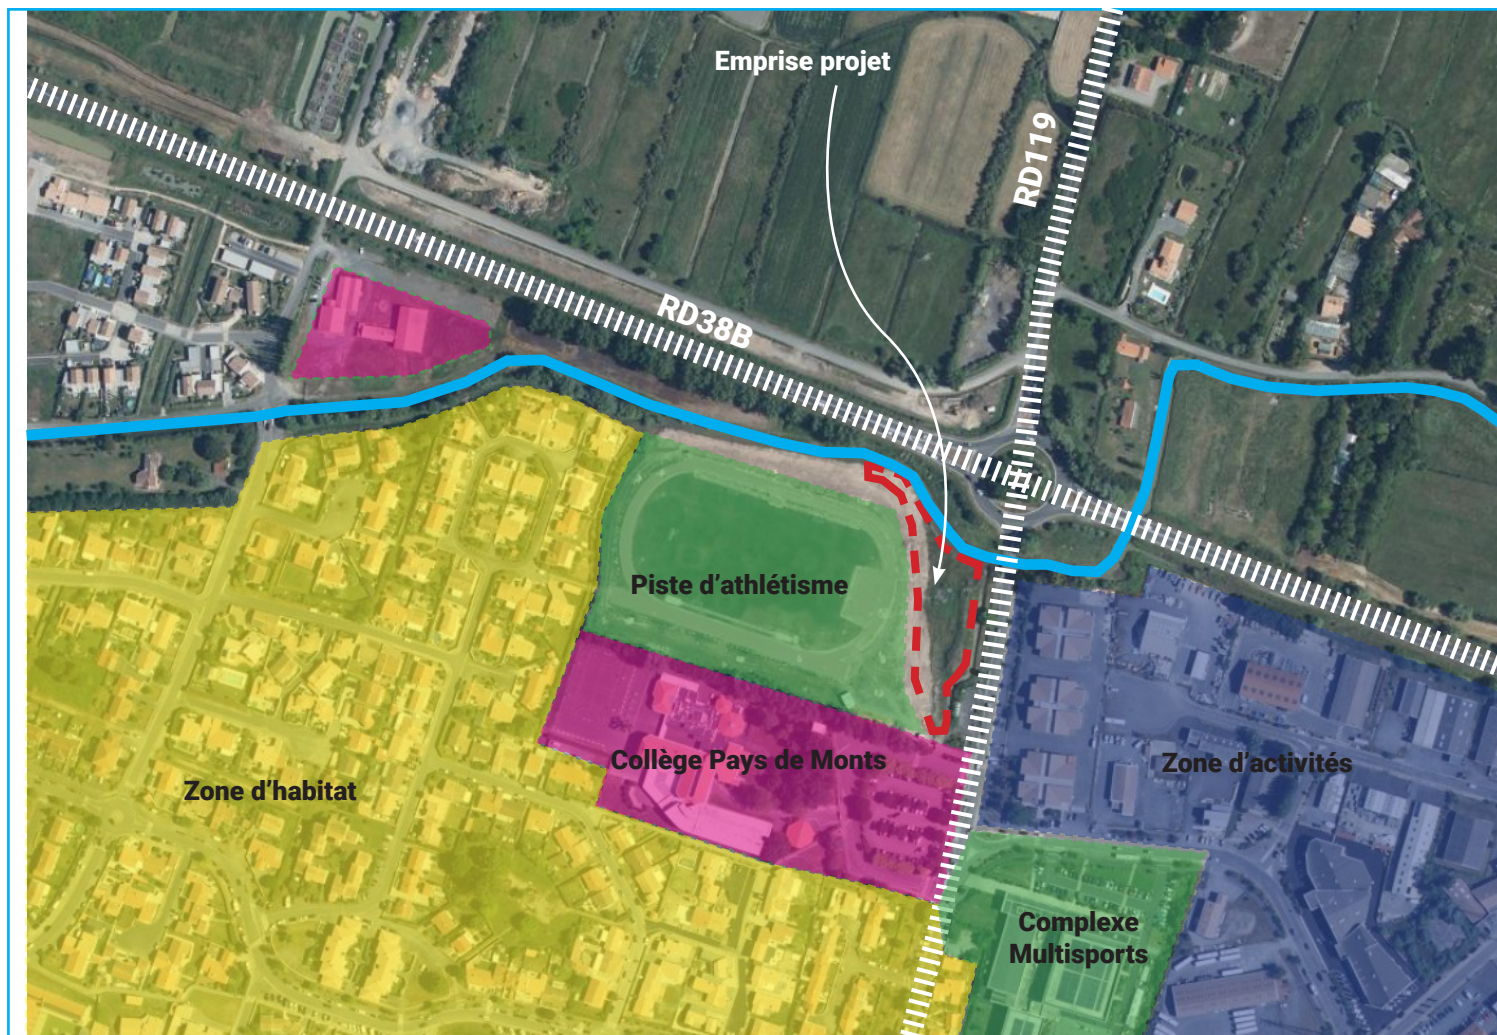 Emprise projet
RD119
RD38B
Piste d’athlétisme
Collège Pays de Monts
Zone d’habitat
Zone d’activités
Complexe
Multisports